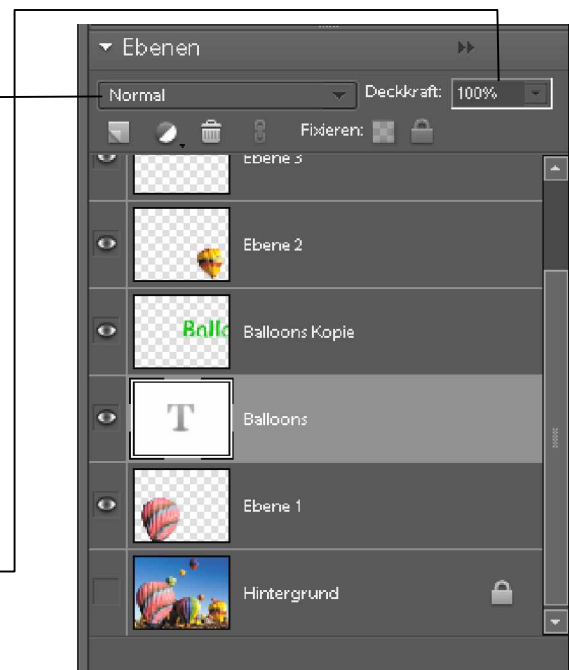 Ebenen
Normal Deckkraft: 100%
Fixieren:
Ebene 3
Ebene 2
Ballo Balloons Kopie
T Balloons
Ebene 1
Hintergrund